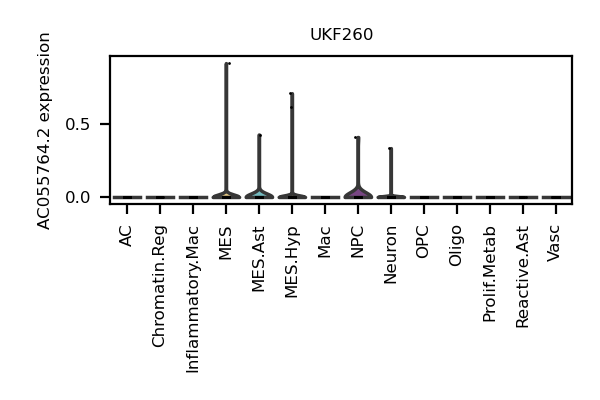 UKF260
AC055764.2 expression
0.5
0.0
AC
Chromatin.Reg
Inflammatory.Mac
MES
MES.Ast
MES.Hyp
Mac
NPC
Neuron
OPC
Oligo
Prolif.Metab
Reactive.Ast
Vasc